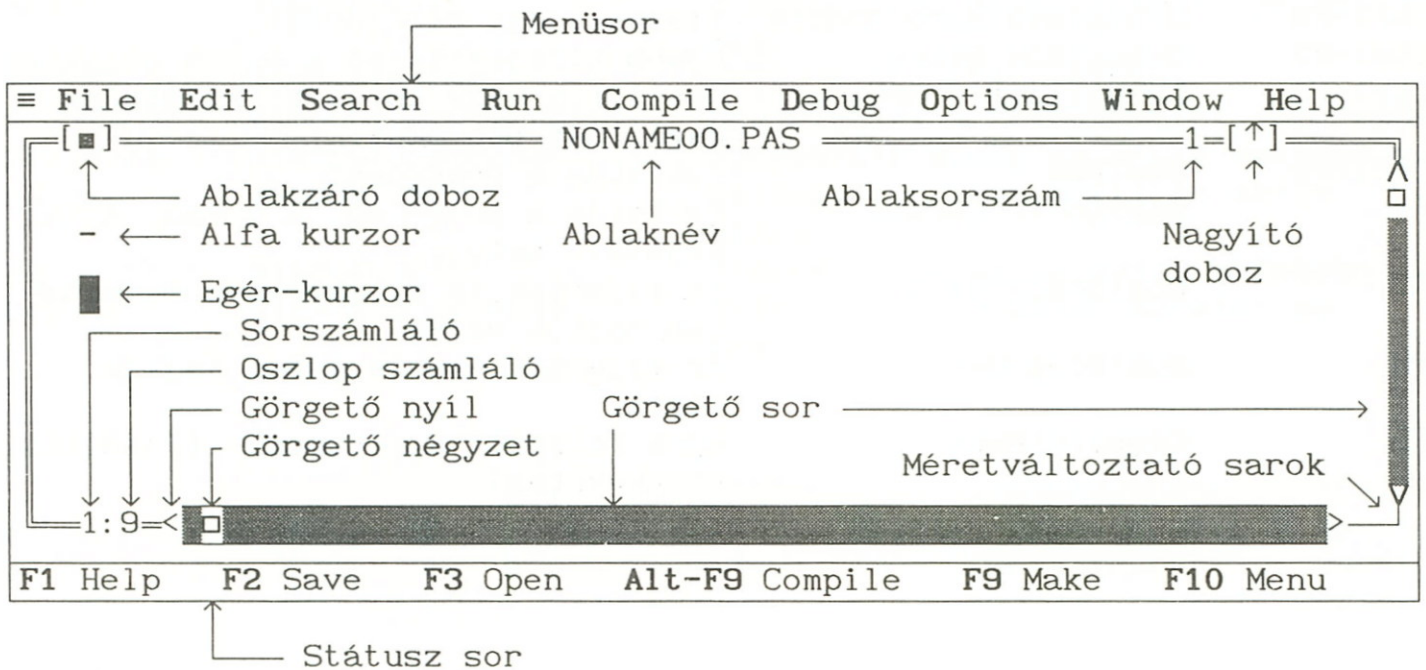 Menüsor
≡ File Edit Search Run Compile Debug Options Window Help
[■] NONAME00.PAS 1=[↑]
Ablakzáró doboz Ablaksorszám
Alfa kurzor Ablaknév Nagyító
doboz
Egér-kurzor
Sorszámláló
Oszlop számláló
Görgető nyíl Görgető sor
Görgető négyzet
Méretváltoztató sarok
1:9
F1 Help F2 Save F3 Open Alt-F9 Compile F9 Make F10 Menu
Státusz sor